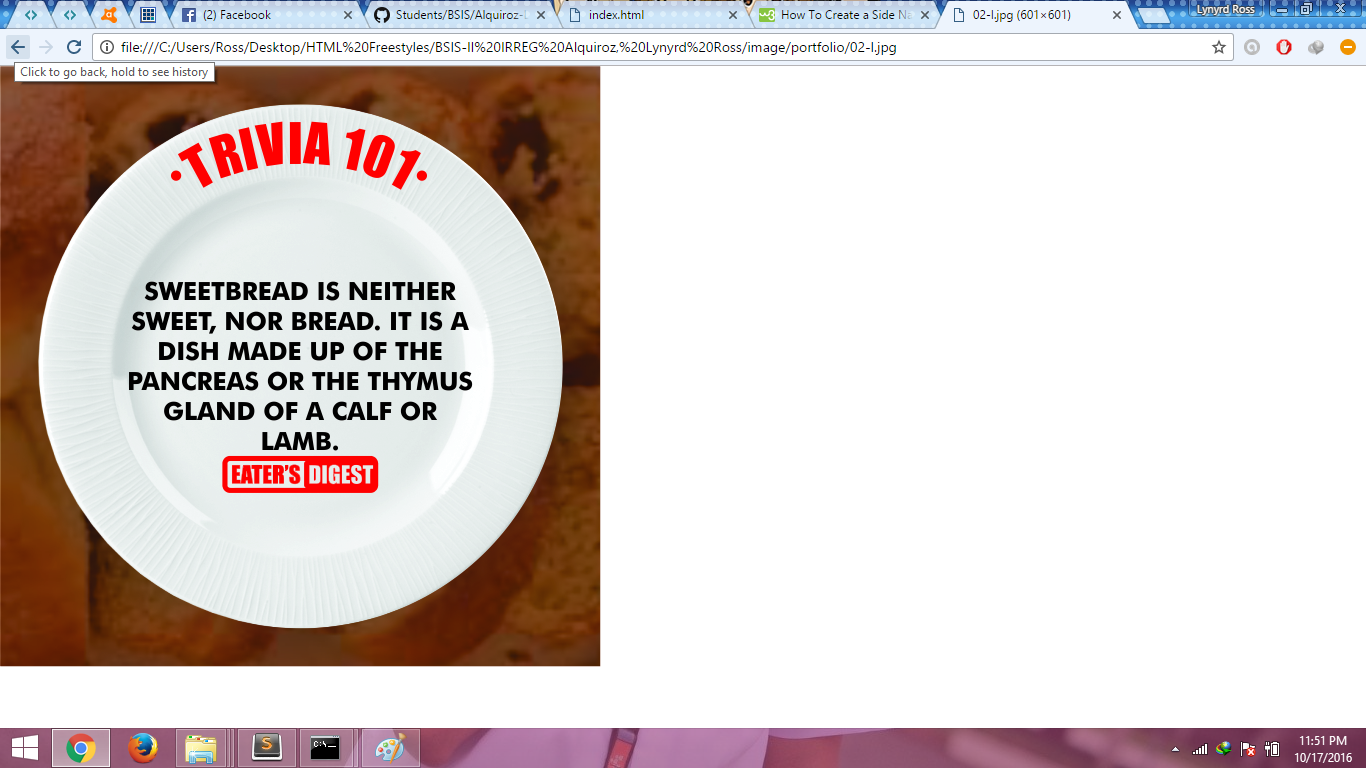 (2) Facebook
Students/BSIS/Alquiroz-
index.html
How To Create a Side Na
02-l.jpg (601×601)
Lynyrd Ross
file:///C:/Users/Ross/Desktop/HTML%20Freestyles/BSIS-II%20IRREG%20Alquiroz,%20Lynyrd%20Ross/image/portfolio/02-l.jpg
Click to go back, hold to see history
·TRIVIA 101·
SWEETBREAD IS NEITHER
SWEET, NOR BREAD. IT IS A
DISH MADE UP OF THE
PANCREAS OR THE THYMUS
GLAND OF A CALF OR
LAMB.
EATER'S DIGEST
11:51 PM
10/17/2016